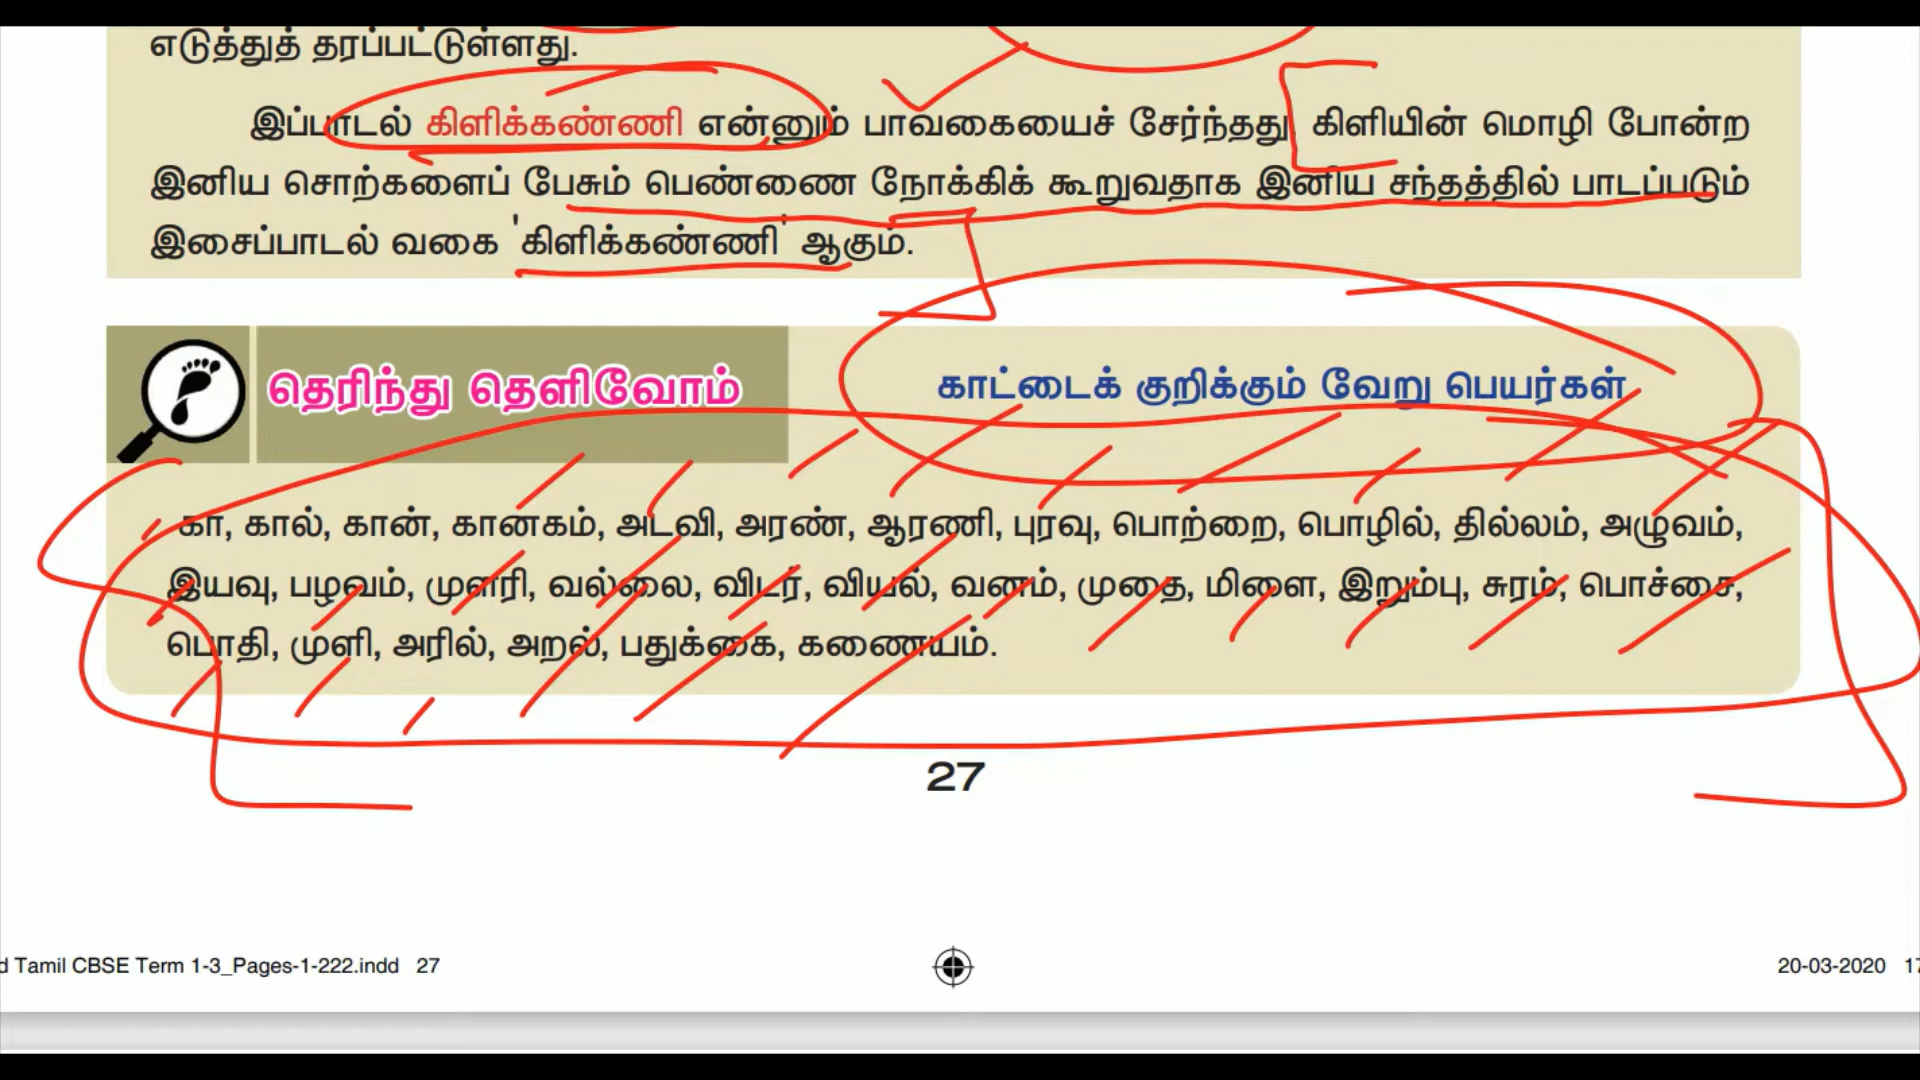 எடுத்துத் தரப்பட்டுள்ளது.
இப்பாடல் கிளிக்கண்ணி என்னும் பாவகையைச் சேர்ந்தது. கிளியின் மொழி போன்ற
இனிய சொற்களைப் பேசும் பெண்ணை நோக்கிக் கூறுவதாக இனிய சந்தத்தில் பாடப்படும்
இசைப்பாடல் வகை 'கிளிக்கண்ணி' ஆகும்.
தெரிந்து தெளிவோம்
காட்டைக் குறிக்கும் வேறு பெயர்கள்
கா, கால், கான், கானகம், அடவி, அரண், ஆரணி, புரவு, பொற்றை, பொழில், தில்லம், அழுவம்,
இயவு, பழவம், முளரி, வல்லை, விடர், வியல், வனம், முதை, மிளை, இறும்பு, சுரம், பொச்சை,
பொதி, முளி, அரில், அறல், பதுக்கை, கணையம்.
27
d Tamil CBSE Term 1-3_Pages-1-222.indd 27
20-03-2020 17